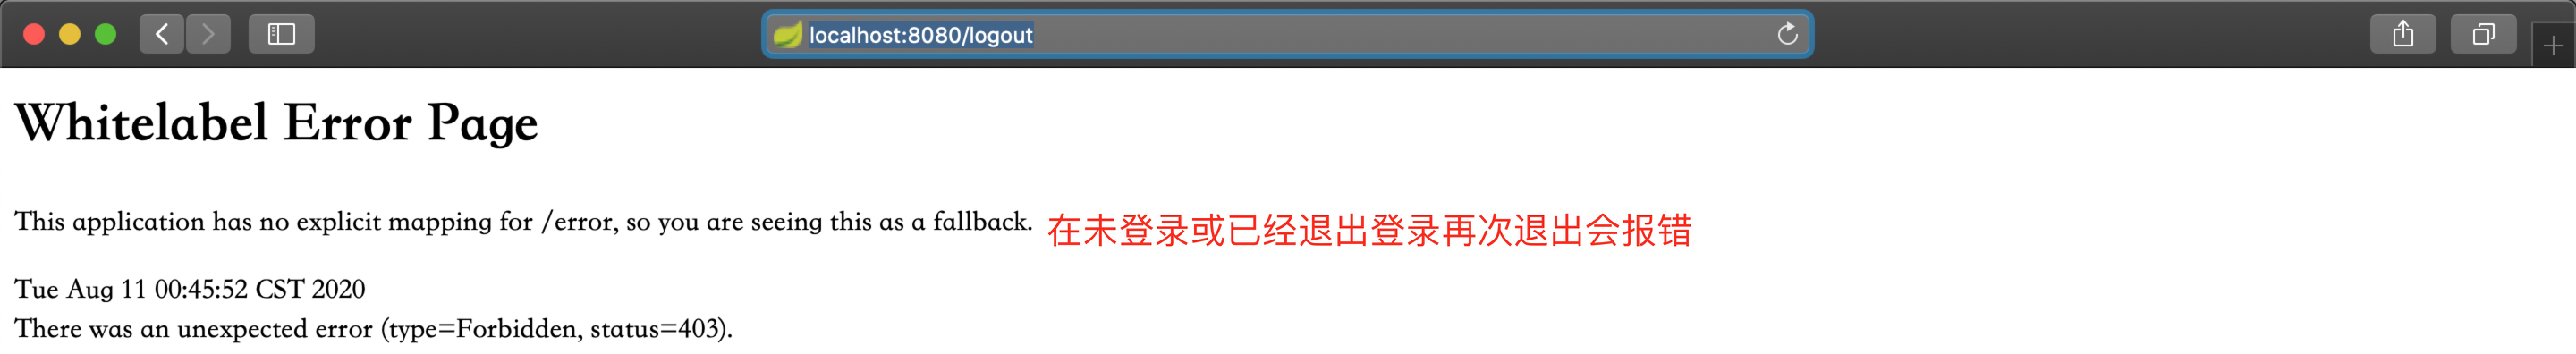 localhost:8080/logout
Whitelabel Error Page
This application has no explicit mapping for /error, so you are seeing this as a fallback. 在未登录或已经退出登录再次退出会报错
Tue Aug 11 00:45:52 CST 2020
There was an unexpected error (type=Forbidden, status=403).